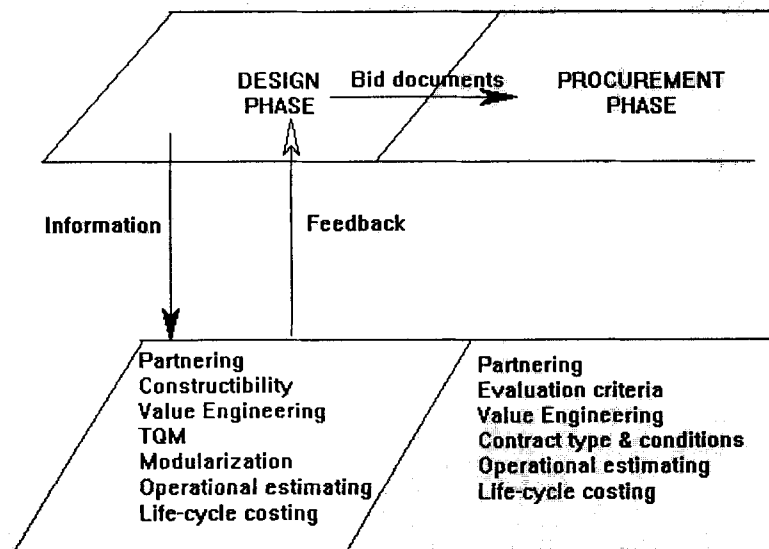 DESIGN
PHASE
Bid documents
PROCUREMENT
PHASE
Information
Feedback
Partnering
Constructibility
Value Engineering
TQM
Modularization
Operational estimating
Life-cycle costing
Partnering
Evaluation criteria
Value Engineering
Contract type & conditions
Operational estimating
Life-cycle costing